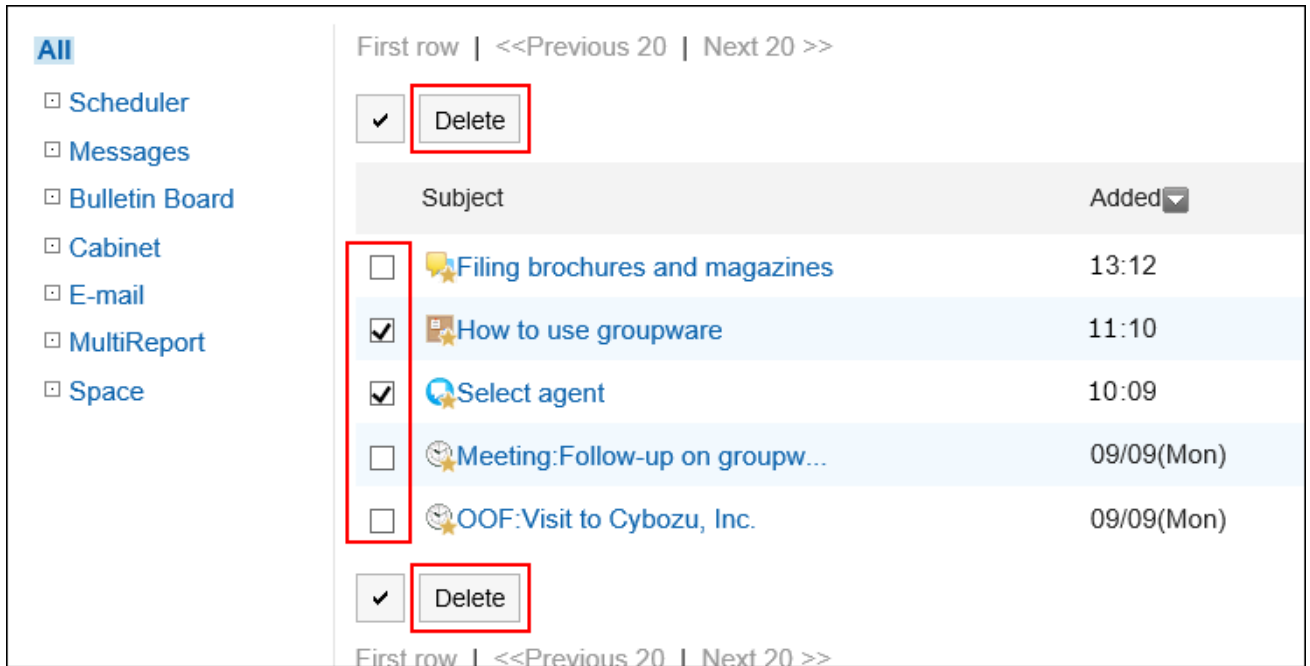 All
Scheduler
Messages
Bulletin Board
Cabinet
E-mail
MultiReport
Space
First row | <<Previous 20 | Next 20 >>
Delete
Subject Added
Filing brochures and magazines 13:12
How to use groupware 11:10
Select agent 10:09
Meeting:Follow-up on groupw... 09/09(Mon)
OOF:Visit to Cybozu, Inc. 09/09(Mon)
Delete
First row | <<Previous 20 | Next 20 >>